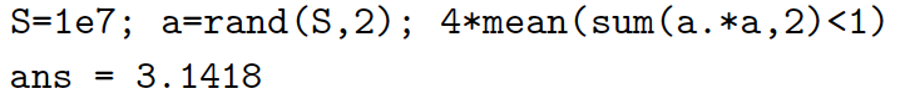 S=1e7; a=rand(S,2); 4*mean(sum(a.*a,2)<1)
ans = 3.1418